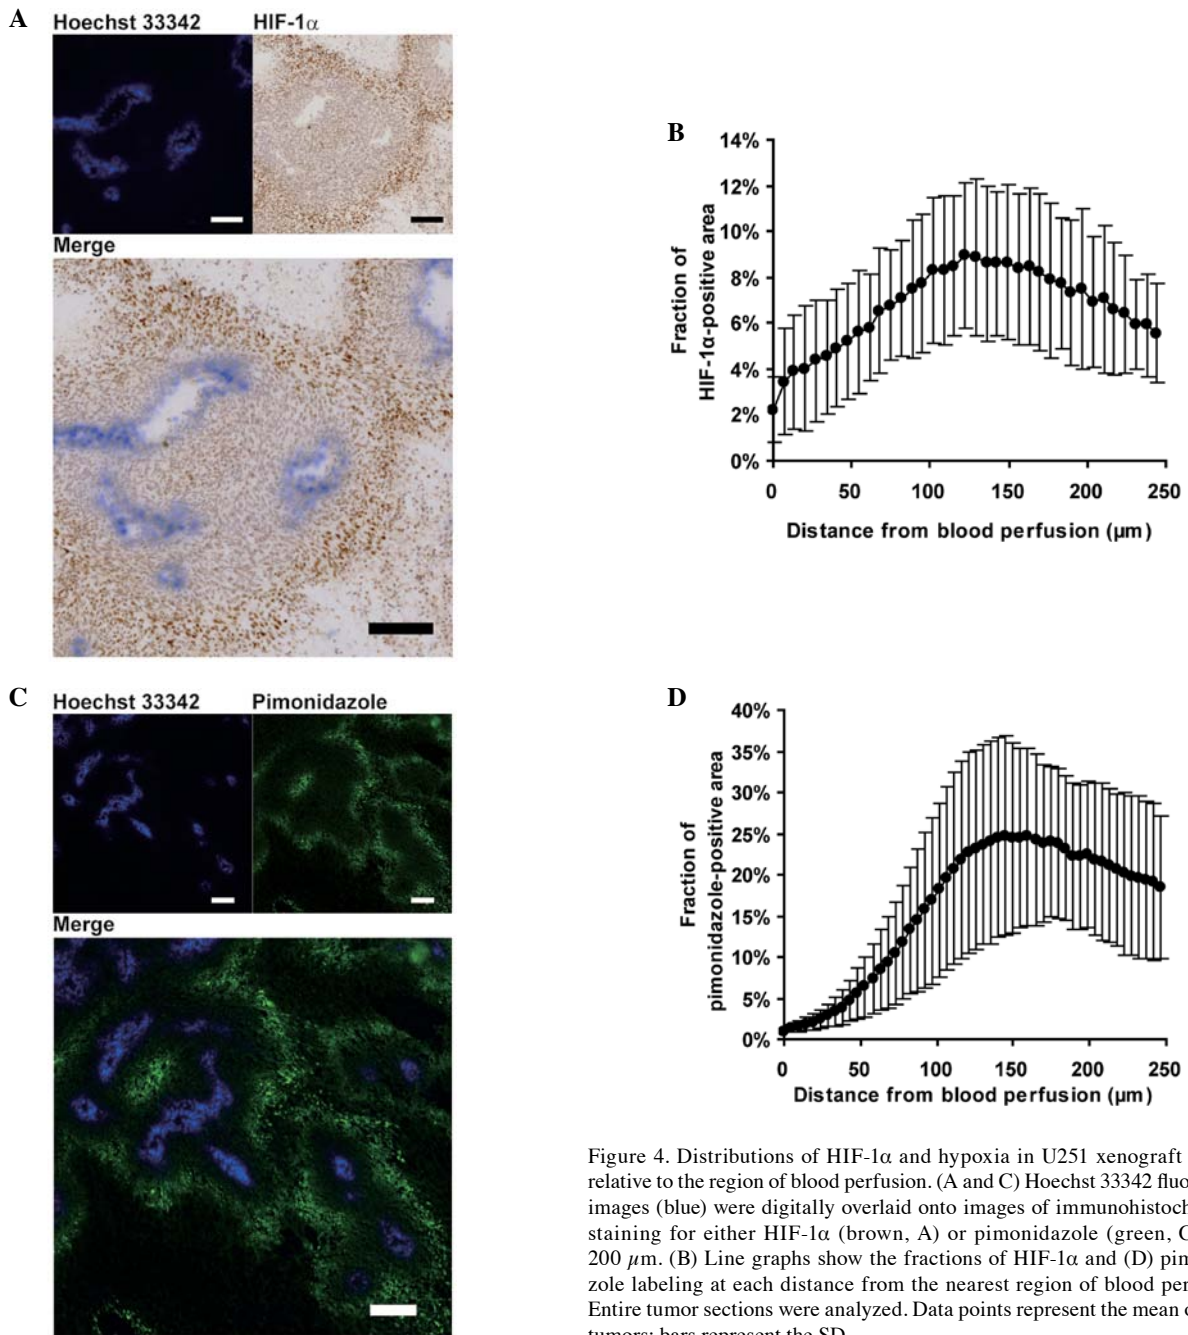 A
Hoechst 33342 HIF-1α
Merge
B
14%
12%
10%
8%
6%
4%
2%
0%
Fraction of
HIF-1α-positive area
0 50 100 150 200 250
Distance from blood perfusion (µm)
C
Hoechst 33342 Pimonidazole
Merge
D
40%
35%
30%
25%
20%
15%
10%
5%
0%
Fraction of
pimonidazole-positive area
0 50 100 150 200 250
Distance from blood perfusion (µm)
Figure 4. Distributions of HIF-1α and hypoxia in U251 xenograft
relative to the region of blood perfusion. (A and C) Hoechst 33342 fluo
images (blue) were digitally overlaid onto images of immunohistoch
staining for either HIF-1α (brown, A) or pimonidazole (green, C
200 µm. (B) Line graphs show the fractions of HIF-1α and (D) pim
zole labeling at each distance from the nearest region of blood per
Entire tumor sections were analyzed. Data points represent the mean
tumors; bars represent the SD